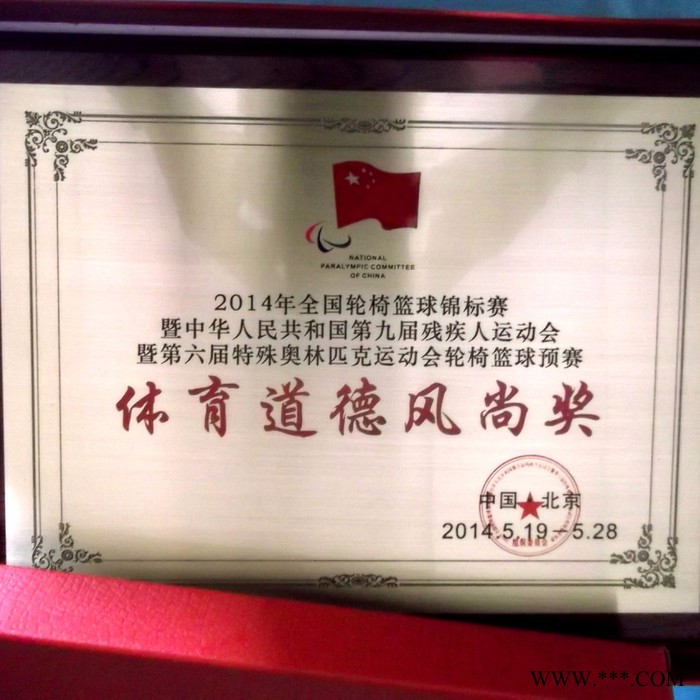 NATIONAL
PARALYMPIC COMMITTEE
OF CHINA
2014年全国轮椅篮球锦标赛
暨中华人民共和国第九届残疾人运动会
暨第六届特殊奥林匹克运动会轮椅篮球预赛
体育道德风尚奖
中国 北京
2014.5.19－5.28
WWW.***.COM